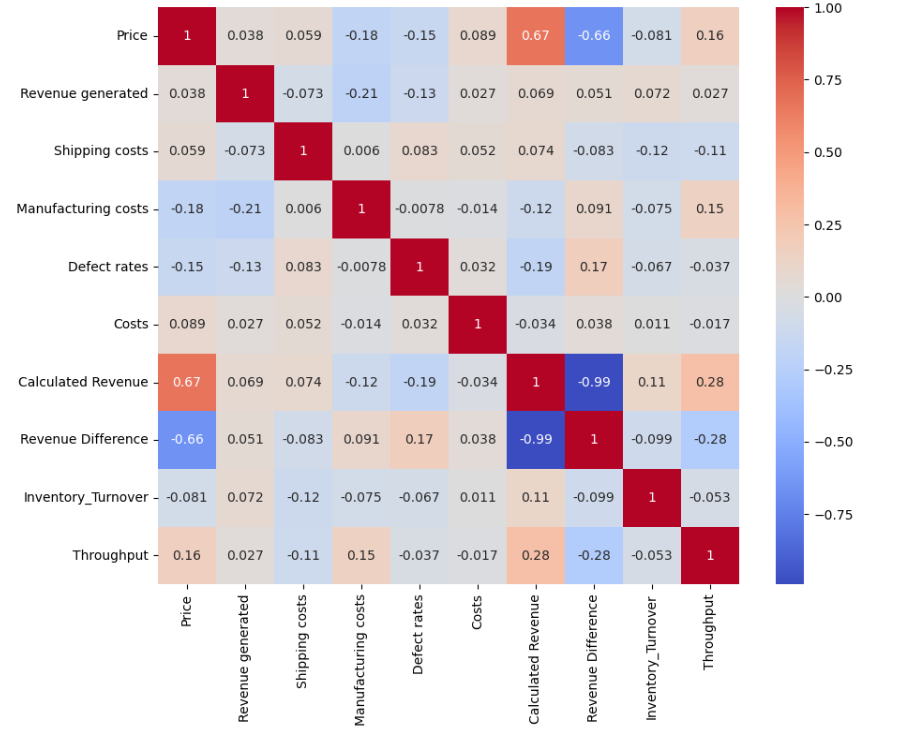 Price 1 0.038 0.059 -0.18 -0.15 0.089 0.67 -0.66 -0.081 0.16
Revenue generated 0.038 1 -0.073 -0.21 -0.13 0.027 0.069 0.051 0.072 0.027
Shipping costs 0.059 -0.073 1 0.006 0.083 0.052 0.074 -0.083 -0.12 -0.11
Manufacturing costs -0.18 -0.21 0.006 1 -0.0078 -0.014 -0.12 0.091 -0.075 0.15
Defect rates -0.15 -0.13 0.083 -0.0078 1 0.032 -0.19 0.17 -0.067 -0.037
Costs 0.089 0.027 0.052 -0.014 0.032 1 -0.034 0.038 0.011 -0.017
Calculated Revenue 0.67 0.069 0.074 -0.12 -0.19 -0.034 1 -0.99 0.11 0.28
Revenue Difference -0.66 0.051 -0.083 0.091 0.17 0.038 -0.99 1 -0.099 -0.28
Inventory_Turnover -0.081 0.072 -0.12 -0.075 -0.067 0.011 0.11 -0.099 1 -0.053
Throughput 0.16 0.027 -0.11 0.15 -0.037 -0.017 0.28 -0.28 -0.053 1
Price
Revenue generated
Shipping costs
Manufacturing costs
Defect rates
Costs
Calculated Revenue
Revenue Difference
Inventory_Turnover
Throughput
1.00
0.75
0.50
0.25
0.00
−0.25
−0.50
−0.75